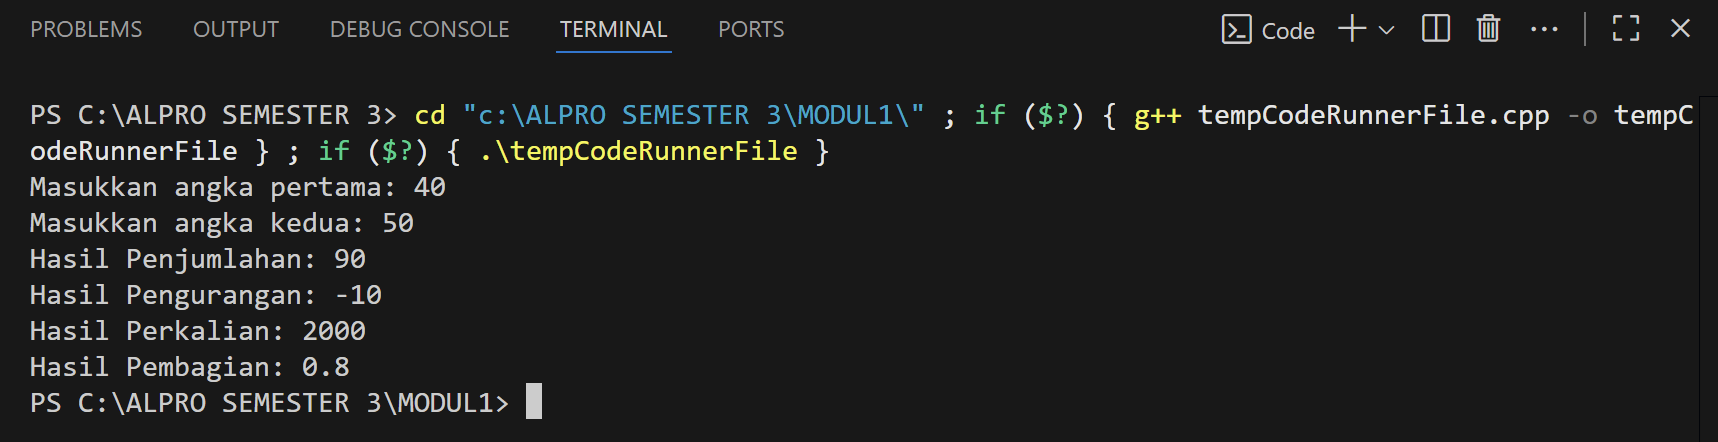 PROBLEMS OUTPUT DEBUG CONSOLE TERMINAL PORTS Code
PS C:\ALPRO SEMESTER 3> cd "c:\ALPRO SEMESTER 3\MODUL1\" ; if ($?) { g++ tempCodeRunnerFile.cpp -o tempC
odeRunnerFile } ; if ($?) { .\tempCodeRunnerFile }
Masukkan angka pertama: 40
Masukkan angka kedua: 50
Hasil Penjumlahan: 90
Hasil Pengurangan: -10
Hasil Perkalian: 2000
Hasil Pembagian: 0.8
PS C:\ALPRO SEMESTER 3\MODUL1>